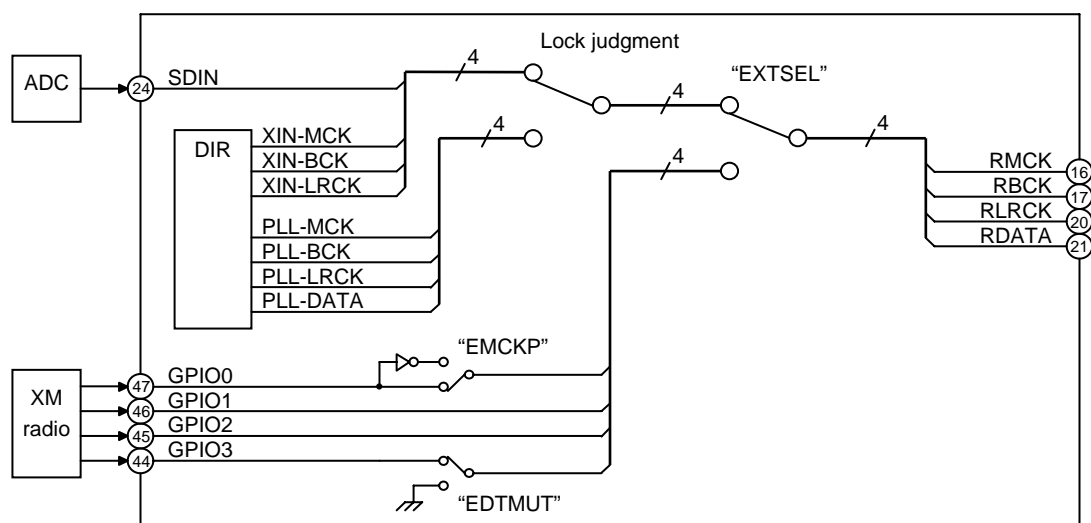 Lock judgment
4
“EXTSEL”
ADC
24
SDIN
4
4
4
4
DIR
XIN-MCK
XIN-BCK
XIN-LRCK
PLL-MCK
PLL-BCK
PLL-LRCK
PLL-DATA
RMCK
16
RBCK
17
RLRCK
20
RDATA
21
“EMCKP”
XM
radio
47
GPIO0
46
GPIO1
45
GPIO2
44
GPIO3
“EDTMUT”